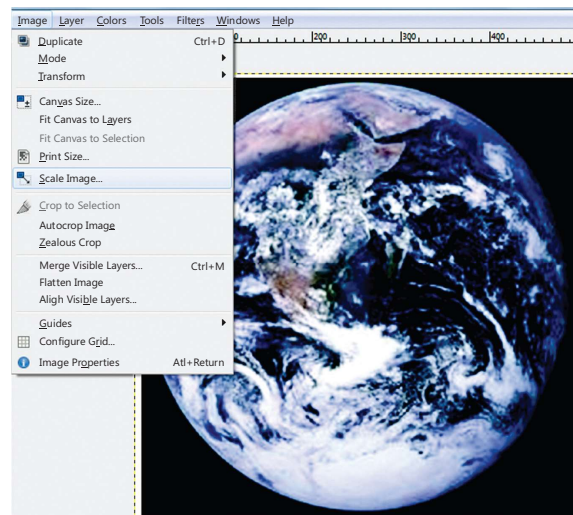 Image Layer Colors Tools Filters Windows Help
Duplicate Ctrl+D
Mode
Transform
Canvas Size...
Fit Canvas to Layers
Fit Canvas to Selection
Print Size...
Scale Image...
Crop to Selection
Autocrop Image
Zealous Crop
Merge Visible Layers... Ctrl+M
Flatten Image
Aligh Visible Layers...
Guides
Configure Grid...
Image Properties Atl+Return
200
300
400